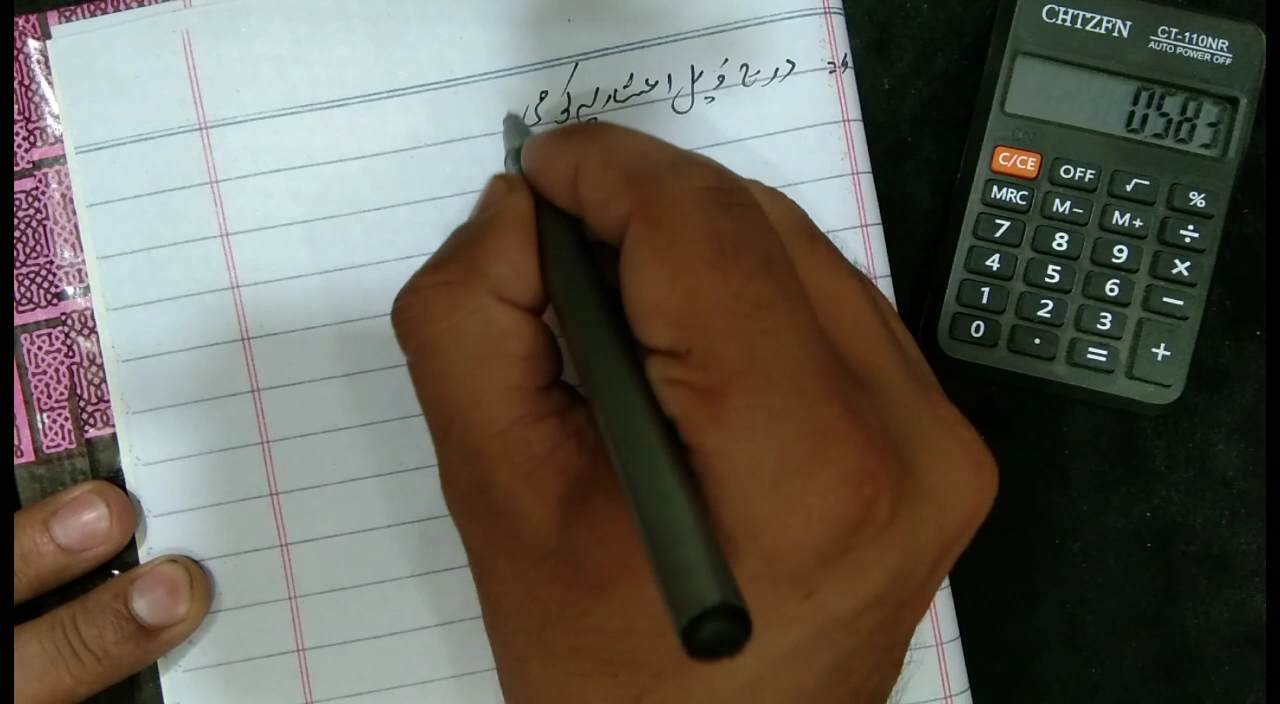 درج ذیل اعشاریہ کو
CHTZFN
CT-110NR
AUTO POWER OFF
C/CE OFF √ %
MRC M− M+ ÷
7 8 9 ×
4 5 6 −
1 2 3 +
0 · =